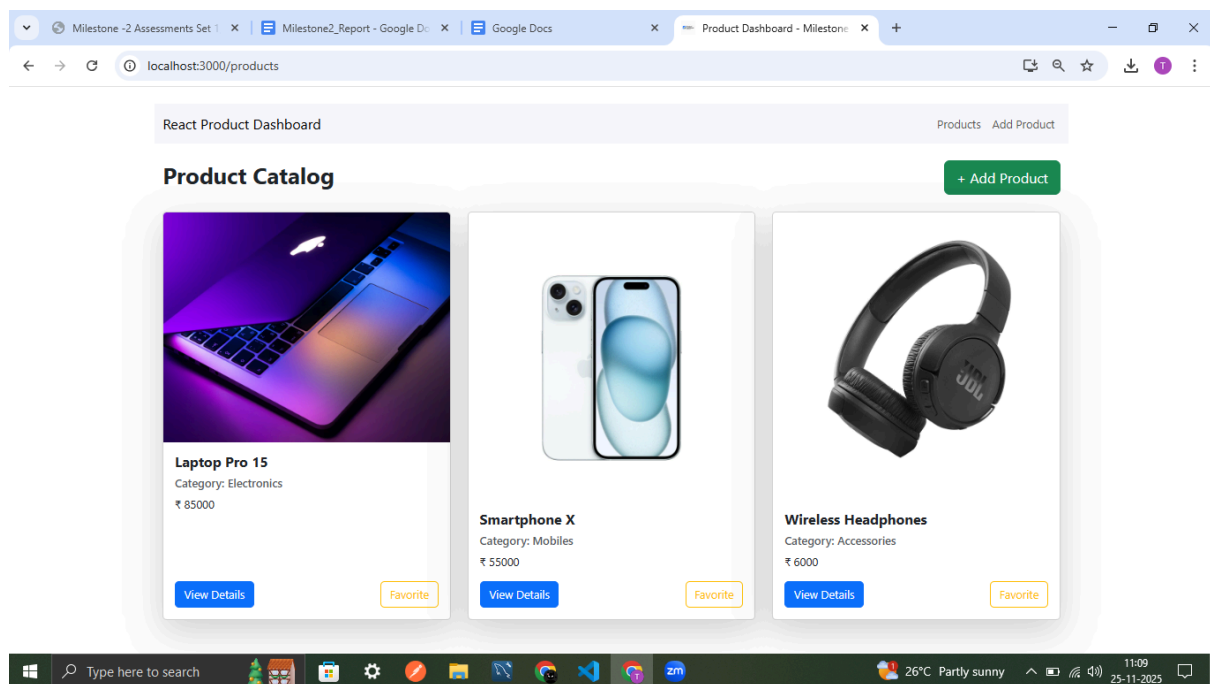 Milestone -2 Assessments Set 1
Milestone2_Report - Google Do
Google Docs
Product Dashboard - Milestone
localhost:3000/products
T
React Product Dashboard
Products Add Product
Product Catalog
+ Add Product
JBL
Laptop Pro 15
Category: Electronics
₹ 85000
View Details
Favorite
Smartphone X
Category: Mobiles
₹ 55000
View Details
Favorite
Wireless Headphones
Category: Accessories
₹ 6000
View Details
Favorite
Type here to search
zm
26°C Partly sunny
11:09
25-11-2025